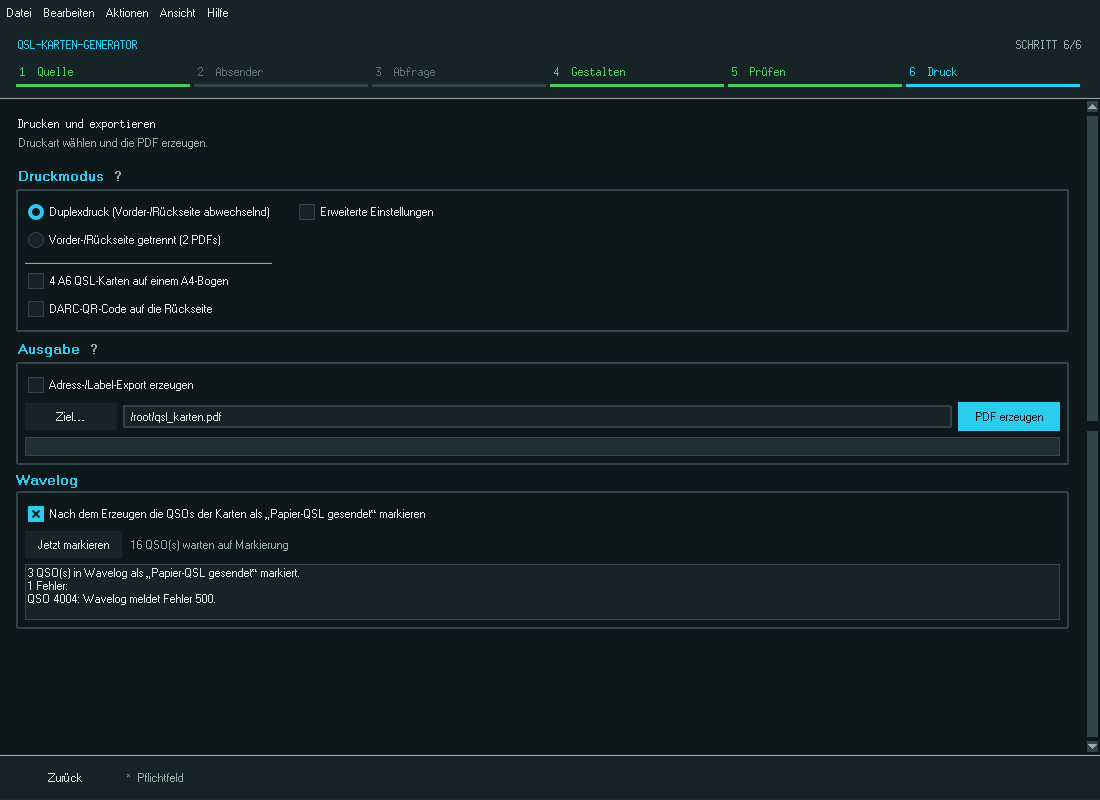 Datei Bearbeiten Aktionen Ansicht Hilfe
QSL-KARTEN-GENERATOR SCHRITT 6/6
1 Quelle 2 Absender 3 Abfrage 4 Gestalten 5 Prüfen 6 Druck
Drucken und exportieren
Druckart wählen und die PDF erzeugen.
Druckmodus ?
Duplexdruck (Vorder-/Rückseite abwechselnd) Erweiterte Einstellungen
Vorder-/Rückseite getrennt (2 PDFs)
4 A6 QSL-Karten auf einem A4-Bogen
DARC-QR-Code auf die Rückseite
Ausgabe ?
Adress-/Label-Export erzeugen
Ziel... /root/qsl_karten.pdf PDF erzeugen
Wavelog
Nach dem Erzeugen die QSOs der Karten als „Papier-QSL gesendet“ markieren
Jetzt markieren 16 QSO(s) warten auf Markierung
3 QSO(s) in Wavelog als „Papier-QSL gesendet“ markiert.
1 Fehler:
QSO 4004: Wavelog meldet Fehler 500.
Zurück * Pflichtfeld